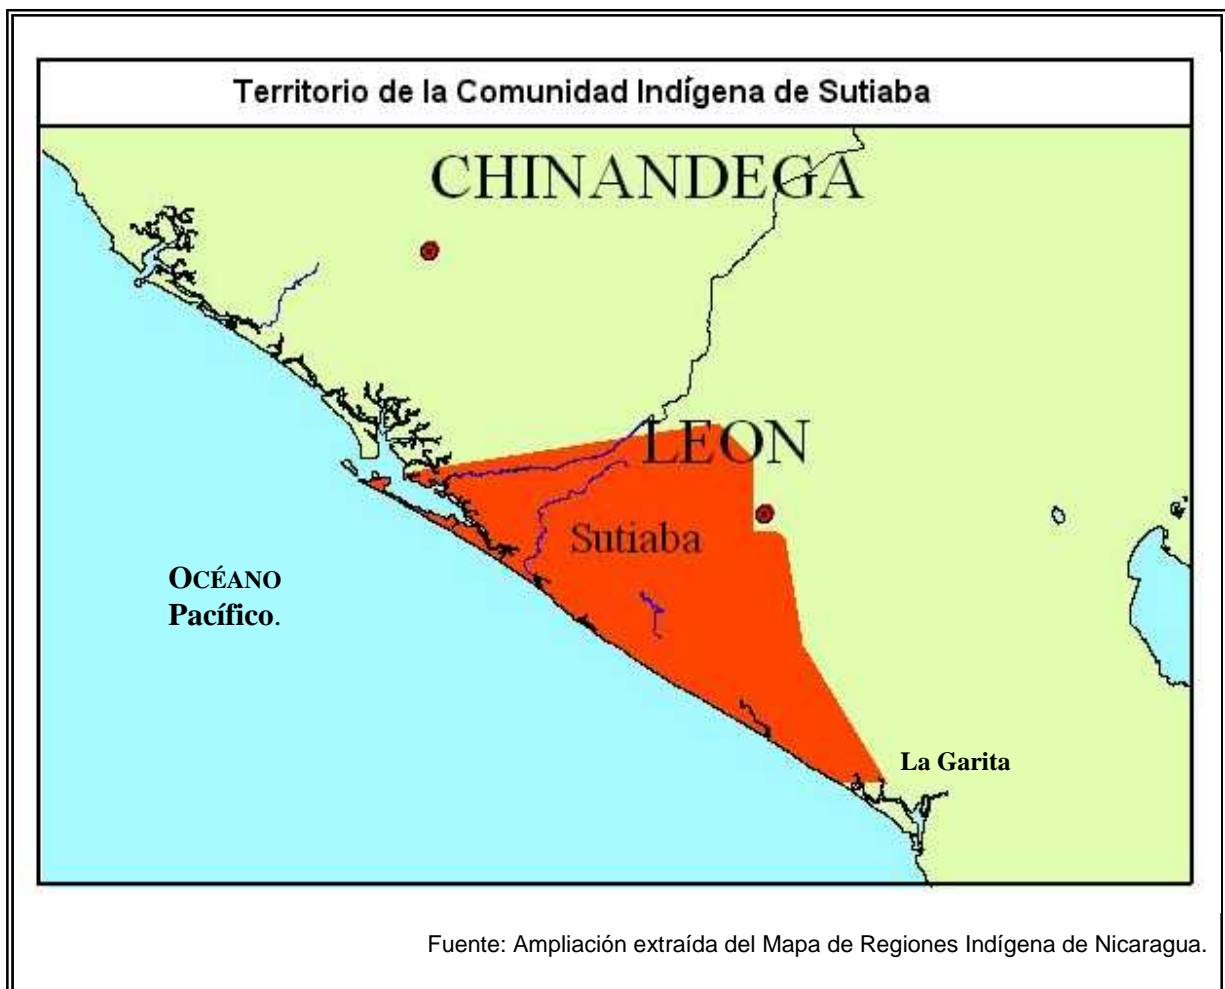 Territorio de la Comunidad Indígena de Sutiaba
CHINANDEGA
LEON
Sutiaba
OCÉANO
Pacífico.
La Garita
Fuente: Ampliación extraída del Mapa de Regiones Indígena de Nicaragua.